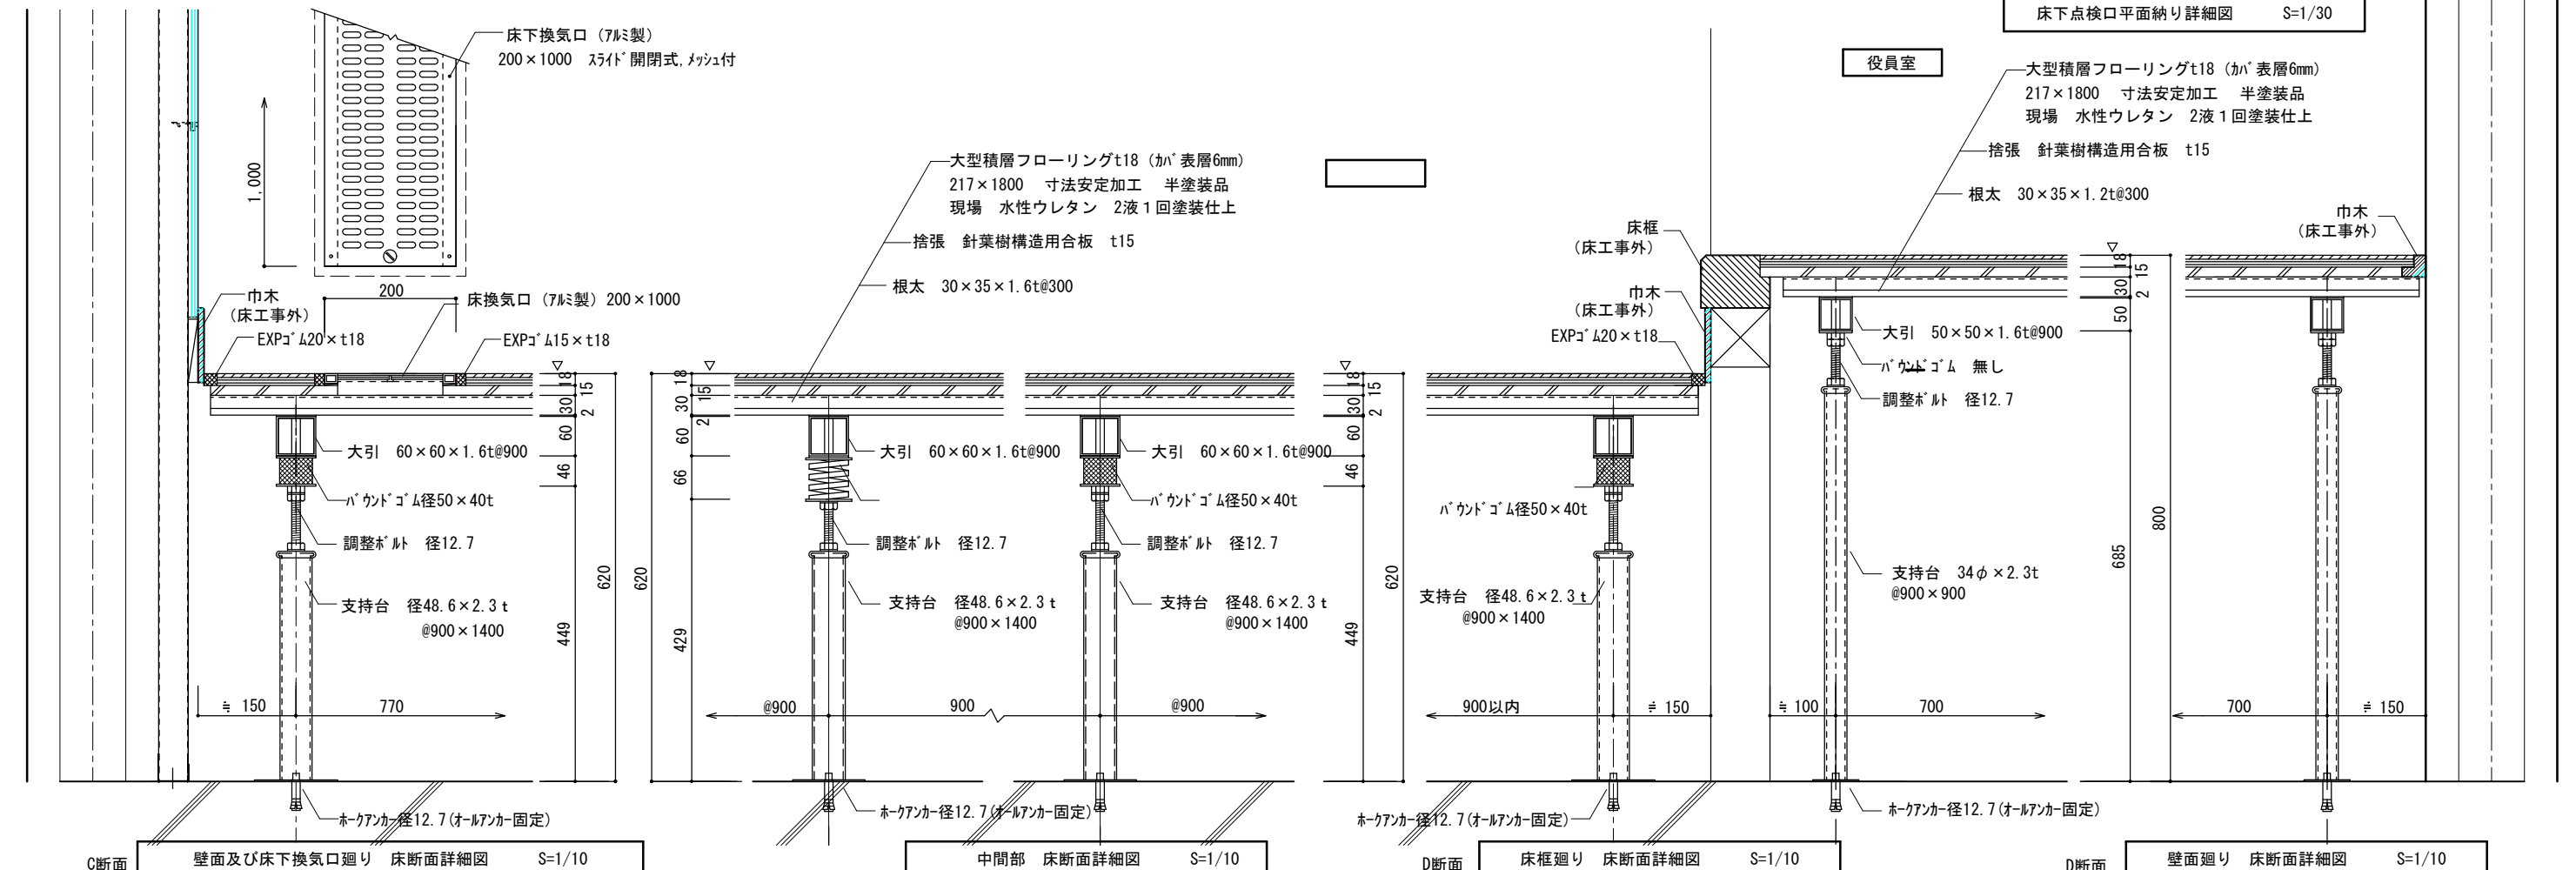 床下点検口平面納り詳細図 S=1/30
床下換気口（ｱﾙﾐ製）
200×1000 ｽﾗｲﾄﾞ開閉式,ﾒｯｼｭ付
1,000
200
床換気口（ｱﾙﾐ製）200×1000
巾木
（床工事外）
EXPｺﾞﾑ20×t18
EXPｺﾞﾑ15×t18
18
15
30
2
60
46
449
620
大引 60×60×1.6t@900
ﾊﾞｳﾝﾄﾞｺﾞﾑ径50×40t
調整ﾎﾞﾙﾄ 径12.7
支持台 径48.6×2.3ｔ
@900×1400
≒ 150
770
ﾎｰｸｱﾝｶｰ径12.7(ｵｰﾙｱﾝｶｰ固定)
C断面
壁面及び床下換気口廻り 床断面詳細図 S=1/10
大型積層フローリングt18（ｶﾊﾞ表層6mm）
217×1800 寸法安定加工 半塗装品
現場 水性ウレタン 2液１回塗装仕上
捨張 針葉樹構造用合板 t15
根太 30×35×1.6t@300
18
15
30
2
60
66
429
620
大引 60×60×1.6t@900
調整ﾎﾞﾙﾄ 径12.7
支持台 径48.6×2.3ｔ
@900×1400
大引 60×60×1.6t@900
ﾊﾞｳﾝﾄﾞｺﾞﾑ径50×40t
調整ﾎﾞﾙﾄ 径12.7
支持台 径48.6×2.3ｔ
@900×1400
18
15
30
2
60
46
449
620
@900
900
@900
ﾎｰｸｱﾝｶｰ径12.7(ｵｰﾙｱﾝｶｰ固定)
中間部 床断面詳細図 S=1/10
床框
（床工事外）
巾木
（床工事外）
EXPｺﾞﾑ20×t18
ﾊﾞｳﾝﾄﾞｺﾞﾑ径50×40t
支持台 径48.6×2.3ｔ
@900×1400
900以内
≒ 150
ﾎｰｸｱﾝｶｰ径12.7(ｵｰﾙｱﾝｶｰ固定)
D断面
床框廻り 床断面詳細図 S=1/10
役員室
大型積層フローリングt18（ｶﾊﾞ表層6mm）
217×1800 寸法安定加工 半塗装品
現場 水性ウレタン 2液１回塗装仕上
捨張 針葉樹構造用合板 t15
根太 30×35×1.2t@300
大引 50×50×1.6t@900
ﾊﾞｳﾝﾄﾞｺﾞﾑ 無し
調整ﾎﾞﾙﾄ 径12.7
支持台 34φ×2.3t
@900×900
≒ 100
700
ﾎｰｸｱﾝｶｰ径12.7(ｵｰﾙｱﾝｶｰ固定)
18
15
30
2
50
685
800
巾木
（床工事外）
700
≒ 150
D断面
壁面廻り 床断面詳細図 S=1/10